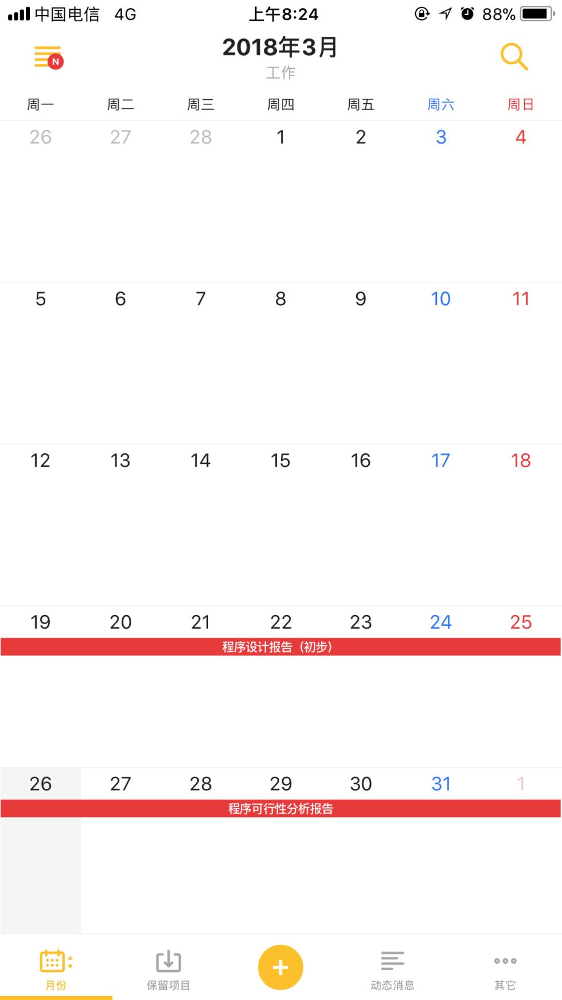 中国电信 4G 上午8:24 88%
2018年3月
N
工作
周一 周二 周三 周四 周五 周六 周日
26 27 28 1 2 3 4
5 6 7 8 9 10 11
12 13 14 15 16 17 18
19 20 21 22 23 24 25
程序设计报告（初步）
26 27 28 29 30 31 1
程序可行性分析报告
月份 保留项目 动态消息 其它